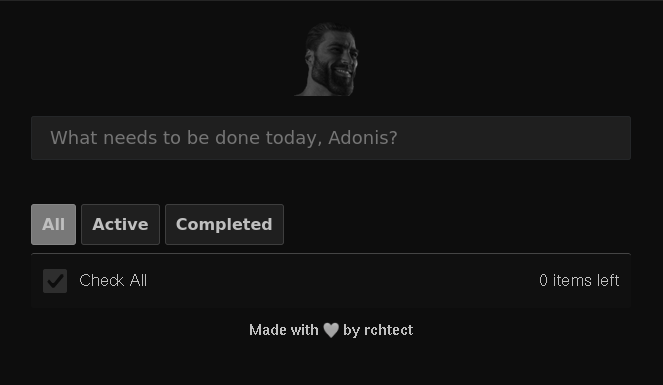 What needs to be done today, Adonis?
All Active Completed
Check All 0 items left
Made with 🩶 by rchtect